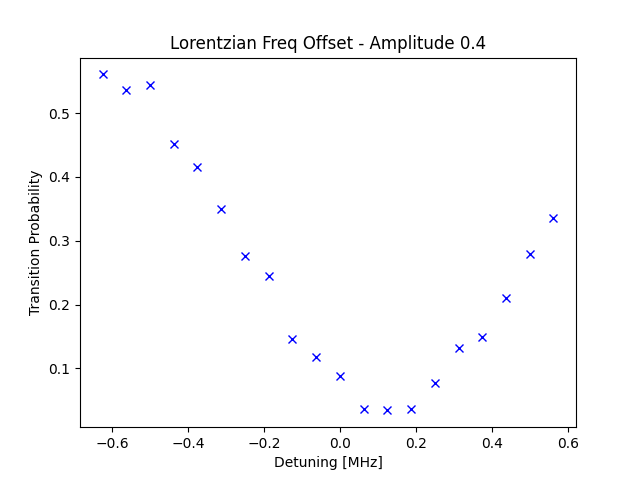 Lorentzian Freq Offset - Amplitude 0.4
Transition Probability
0.5
0.4
0.3
0.2
0.1
−0.6 −0.4 −0.2 0.0 0.2 0.4 0.6
Detuning [MHz]